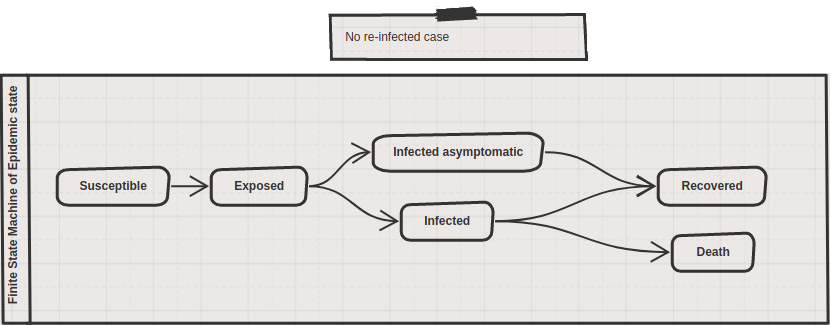 No re-infected case
Finite State Machine of Epidemic state
Susceptible
Exposed
Infected asymptomatic
Infected
Recovered
Death